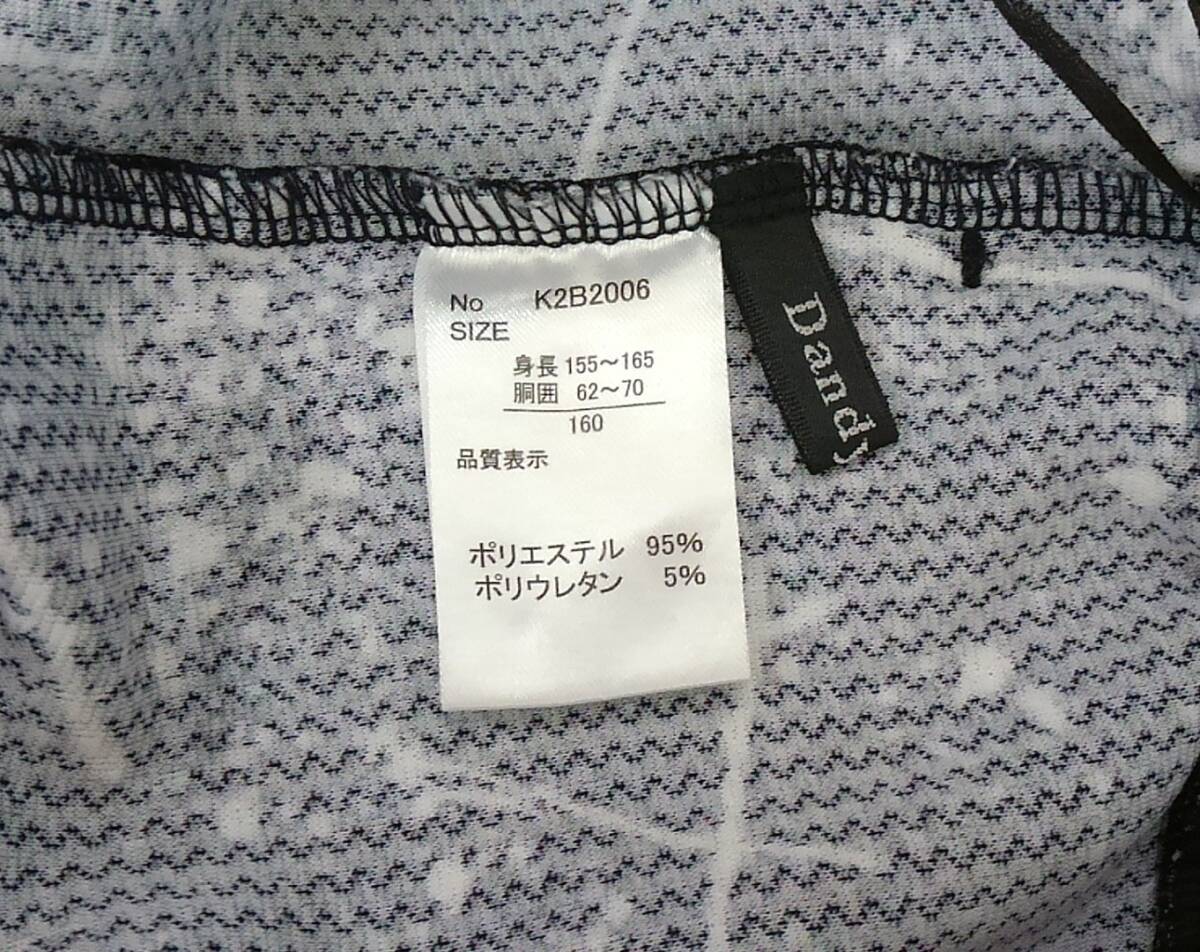 No K2B2006
SIZE
身長 155〜165
胴囲 62〜70
160
品質表示
ポリエステル 95%
ポリウレタン 5%
Dandy